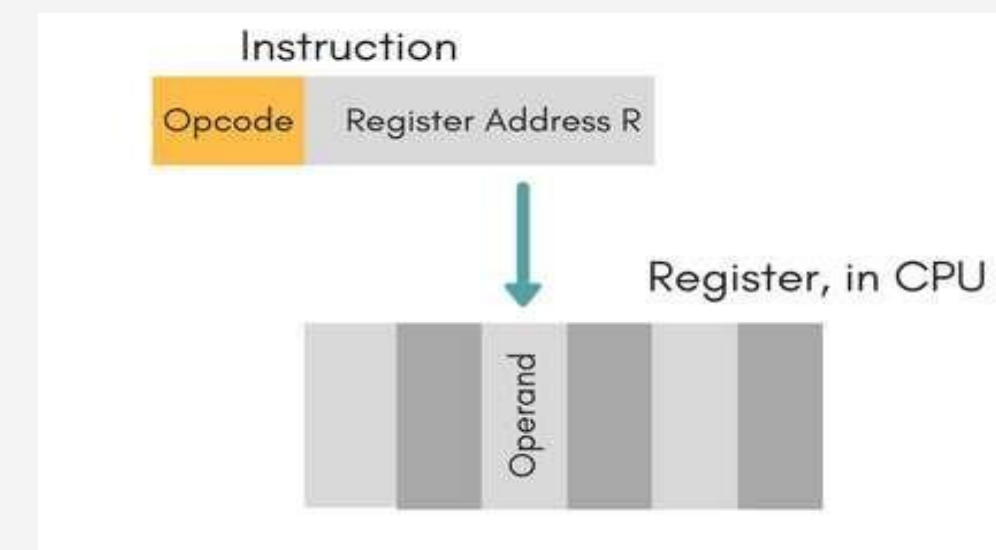 Instruction
Opcode Register Address R
Register, in CPU
Operand